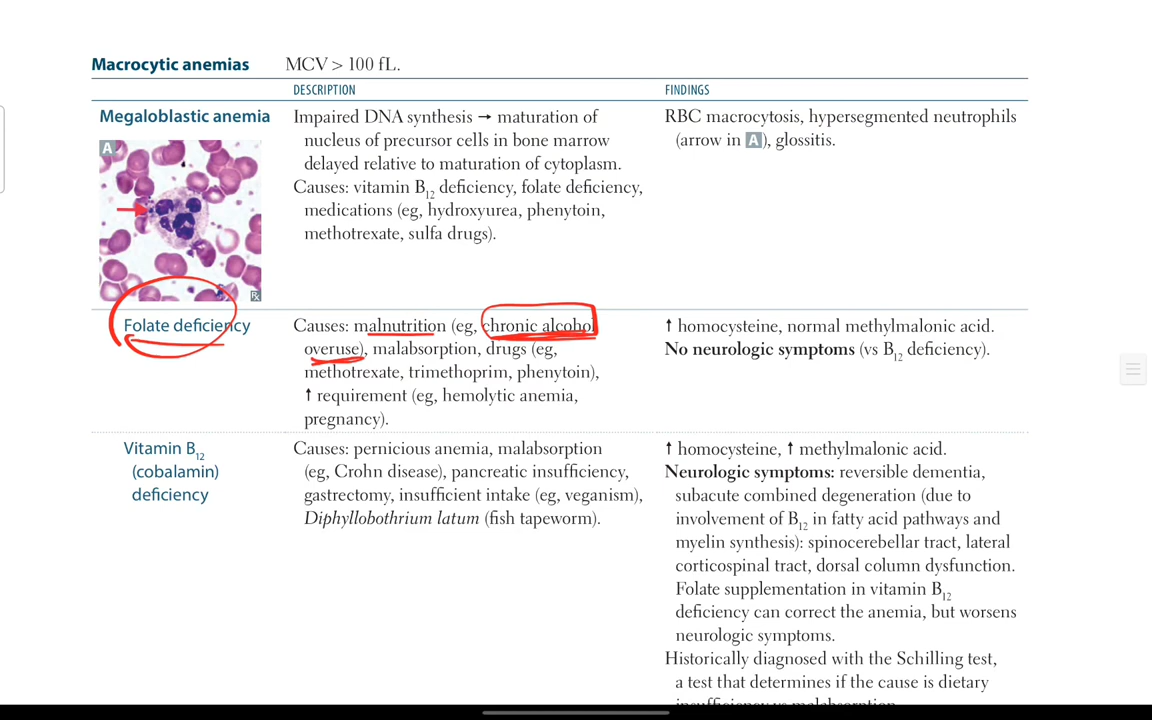 Macrocytic anemias MCV > 100 fL.
DESCRIPTION FINDINGS
Megaloblastic anemia
A
Impaired DNA synthesis → maturation of
nucleus of precursor cells in bone marrow
delayed relative to maturation of cytoplasm.
Causes: vitamin B12 deficiency, folate deficiency,
medications (eg, hydroxyurea, phenytoin,
methotrexate, sulfa drugs).
RBC macrocytosis, hypersegmented neutrophils
(arrow in A), glossitis.
Folate deficiency
Causes: malnutrition (eg, chronic alcohol
overuse), malabsorption, drugs (eg,
methotrexate, trimethoprim, phenytoin),
↑ requirement (eg, hemolytic anemia,
pregnancy).
↑ homocysteine, normal methylmalonic acid.
No neurologic symptoms (vs B12 deficiency).
Vitamin B12
(cobalamin)
deficiency
Causes: pernicious anemia, malabsorption
(eg, Crohn disease), pancreatic insufficiency,
gastrectomy, insufficient intake (eg, veganism),
Diphyllobothrium latum (fish tapeworm).
↑ homocysteine, ↑ methylmalonic acid.
Neurologic symptoms: reversible dementia,
subacute combined degeneration (due to
involvement of B12 in fatty acid pathways and
myelin synthesis): spinocerebellar tract, lateral
corticospinal tract, dorsal column dysfunction.
Folate supplementation in vitamin B12
deficiency can correct the anemia, but worsens
neurologic symptoms.
Historically diagnosed with the Schilling test,
a test that determines if the cause is dietary
insufficiency vs malabsorption.